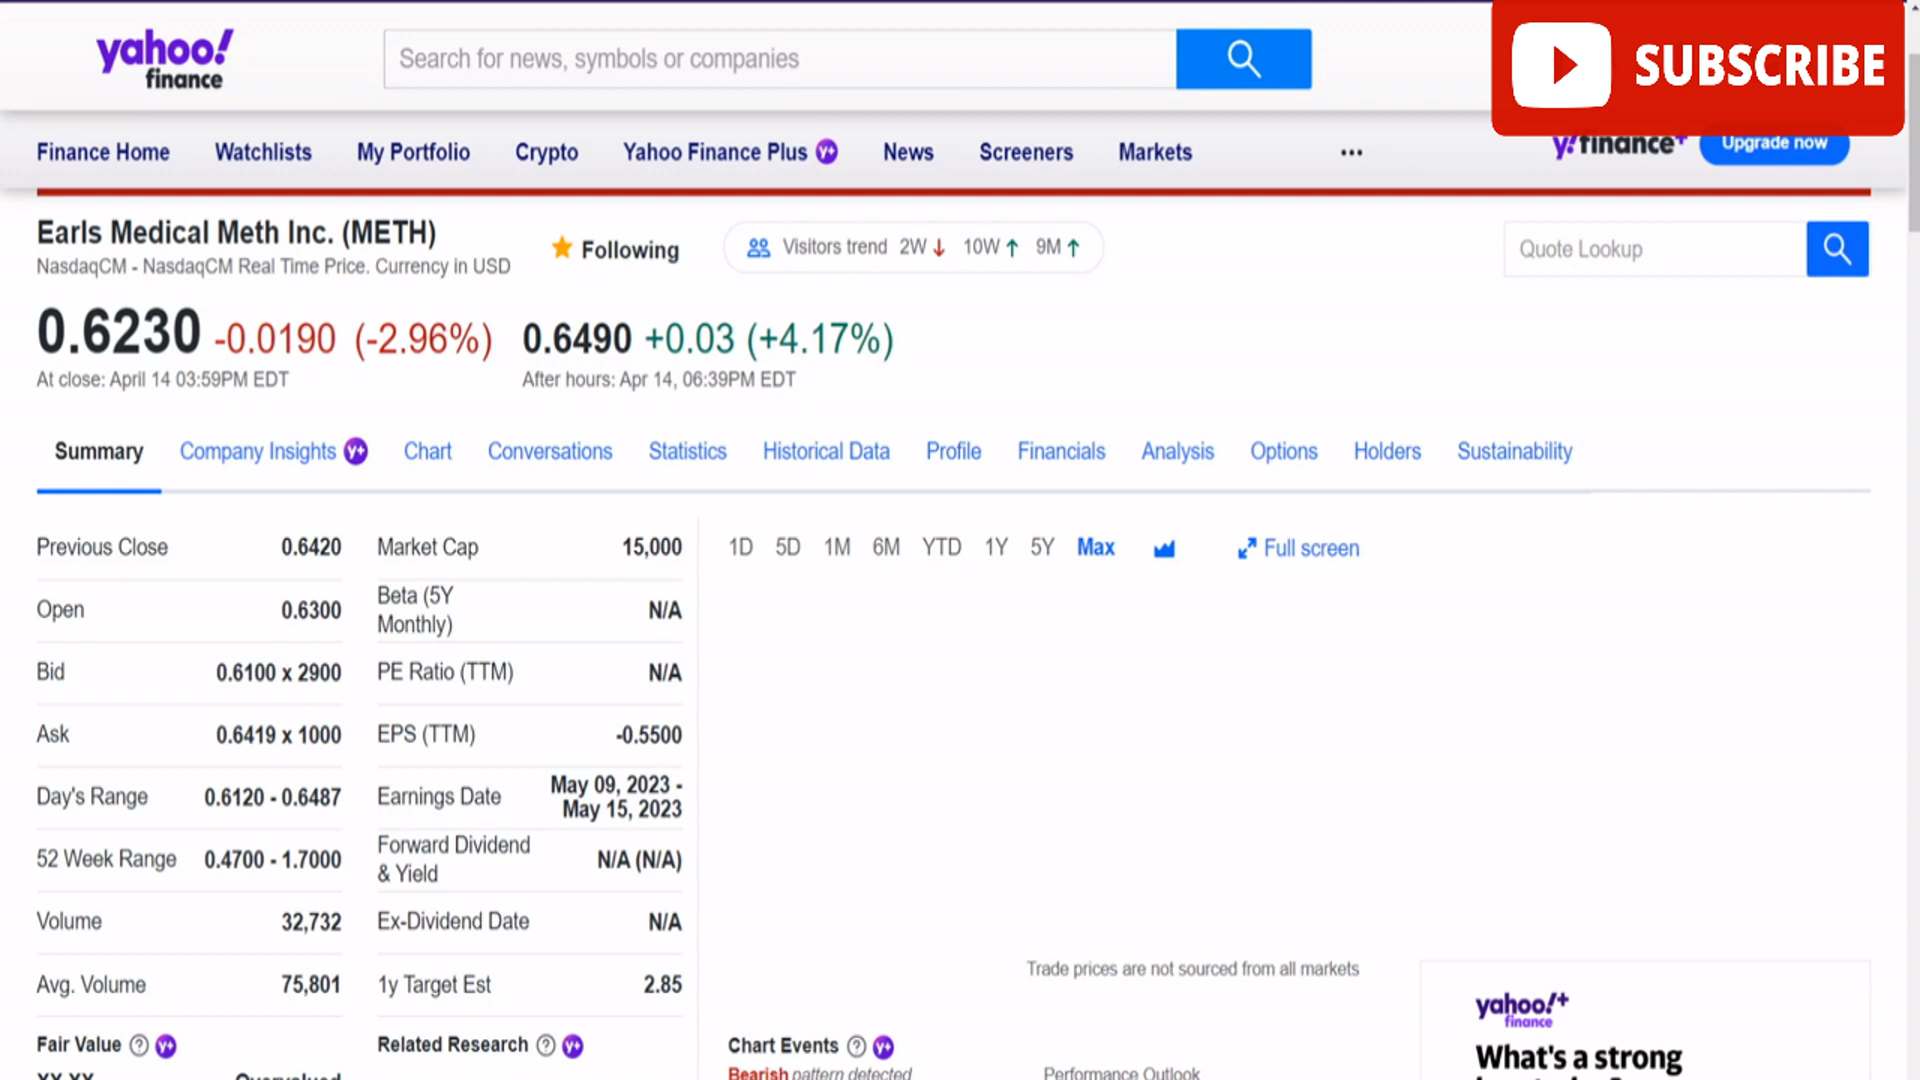 yahoo!
finance
Search for news, symbols or companies
SUBSCRIBE
Finance Home Watchlists My Portfolio Crypto Yahoo Finance Plus y+ News Screeners Markets ... y!finance+ Upgrade now
Earls Medical Meth Inc. (METH)
NasdaqCM - NasdaqCM Real Time Price. Currency in USD
Following
Visitors trend 2W 10W 9M
Quote Lookup
0.6230 -0.0190 (-2.96%) 0.6490 +0.03 (+4.17%)
At close: April 14 03:59PM EDT After hours: Apr 14, 06:39PM EDT
Summary Company Insights y+ Chart Conversations Statistics Historical Data Profile Financials Analysis Options Holders Sustainability
Previous Close 0.6420
Open 0.6300
Bid 0.6100 x 2900
Ask 0.6419 x 1000
Day's Range 0.6120 - 0.6487
52 Week Range 0.4700 - 1.7000
Volume 32,732
Avg. Volume 75,801
Market Cap 15,000
Beta (5Y
Monthly) N/A
PE Ratio (TTM) N/A
EPS (TTM) -0.5500
Earnings Date May 09, 2023 -
May 15, 2023
Forward Dividend
& Yield N/A (N/A)
Ex-Dividend Date N/A
1y Target Est 2.85
1D 5D 1M 6M YTD 1Y 5Y Max Full screen
Trade prices are not sourced from all markets
Fair Value ? y+
XX.XX Overvalued
Related Research ? y+
Chart Events ? y+
Bearish pattern detected
Performance Outlook
yahoo!+
finance
What's a strong